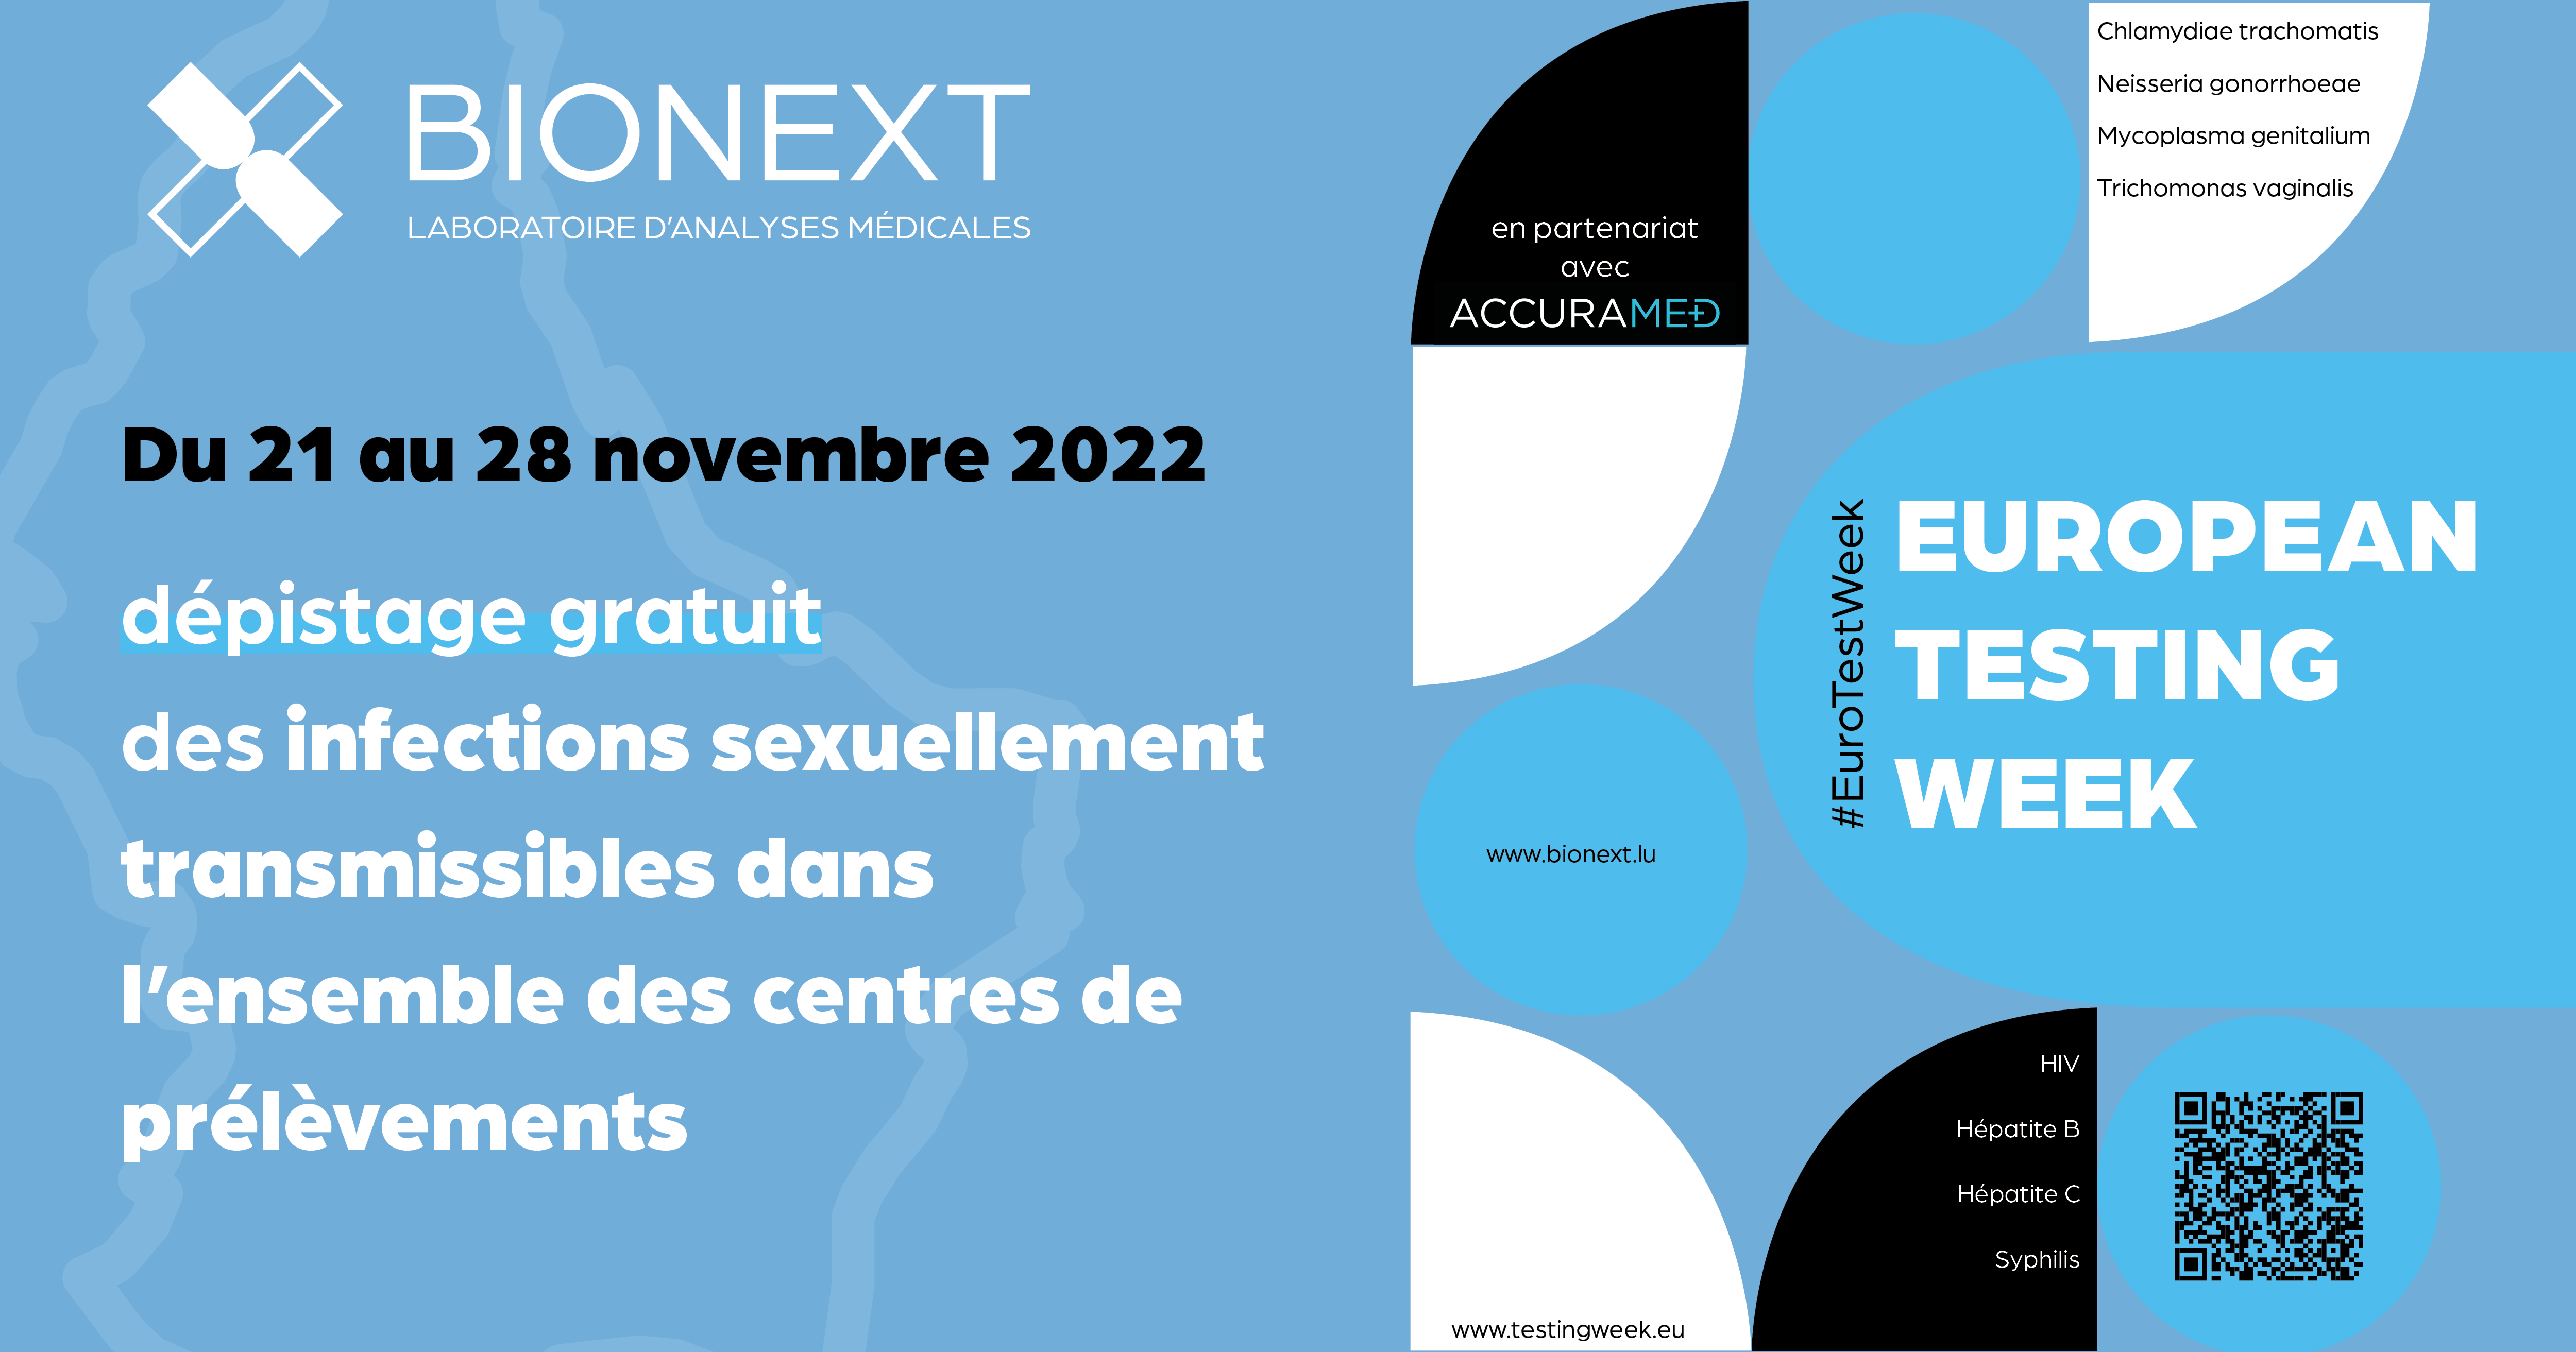 BIONEXT
LABORATOIRE D'ANALYSES MÉDICALES
Du 21 au 28 novembre 2022
dépistage gratuit
des infections sexuellement
transmissibles dans
l'ensemble des centres de
prélèvements
en partenariat
avec
ACCURAMED
Chlamydiae trachomatis
Neisseria gonorrhoeae
Mycoplasma genitalium
Trichomonas vaginalis
#EuroTestWeek
EUROPEAN
TESTING
WEEK
www.bionext.lu
HIV
Hépatite B
Hépatite C
Syphilis
www.testingweek.eu